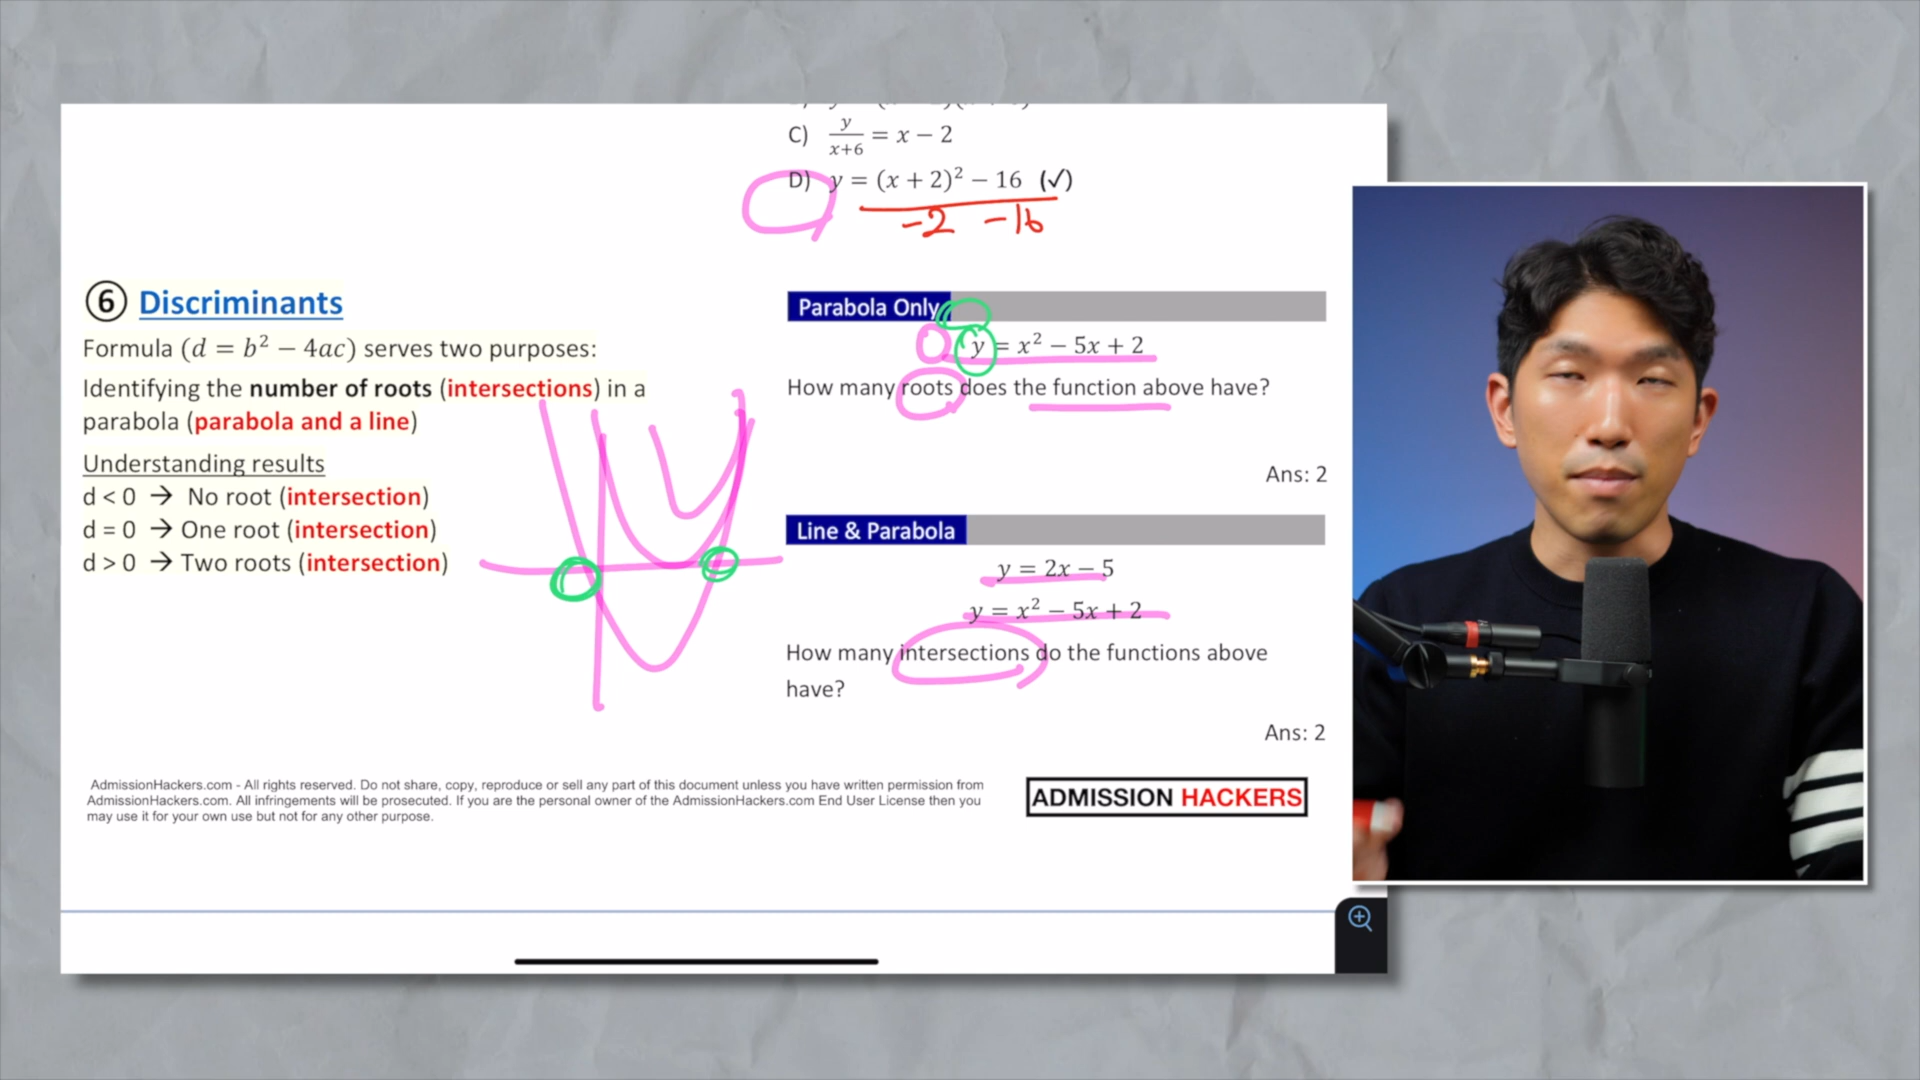 C) y/x+6 = x − 2
D) y = (x + 2)² − 16 (√)
−2 −16
⑥ Discriminants
Formula (d = b² − 4ac) serves two purposes:
Identifying the number of roots (intersections) in a
parabola (parabola and a line)
Understanding results
d < 0 → No root (intersection)
d = 0 → One root (intersection)
d > 0 → Two roots (intersection)
Parabola Only
y = x² − 5x + 2
How many roots does the function above have?
Ans: 2
Line & Parabola
y = 2x − 5
y = x² − 5x + 2
How many intersections do the functions above
have?
Ans: 2
AdmissionHackers.com - All rights reserved. Do not share, copy, reproduce or sell any part of this document unless you have written permission from
AdmissionHackers.com. All infringements will be prosecuted. If you are the personal owner of the AdmissionHackers.com End User License then you
may use it for your own use but not for any other purpose.
ADMISSION HACKERS